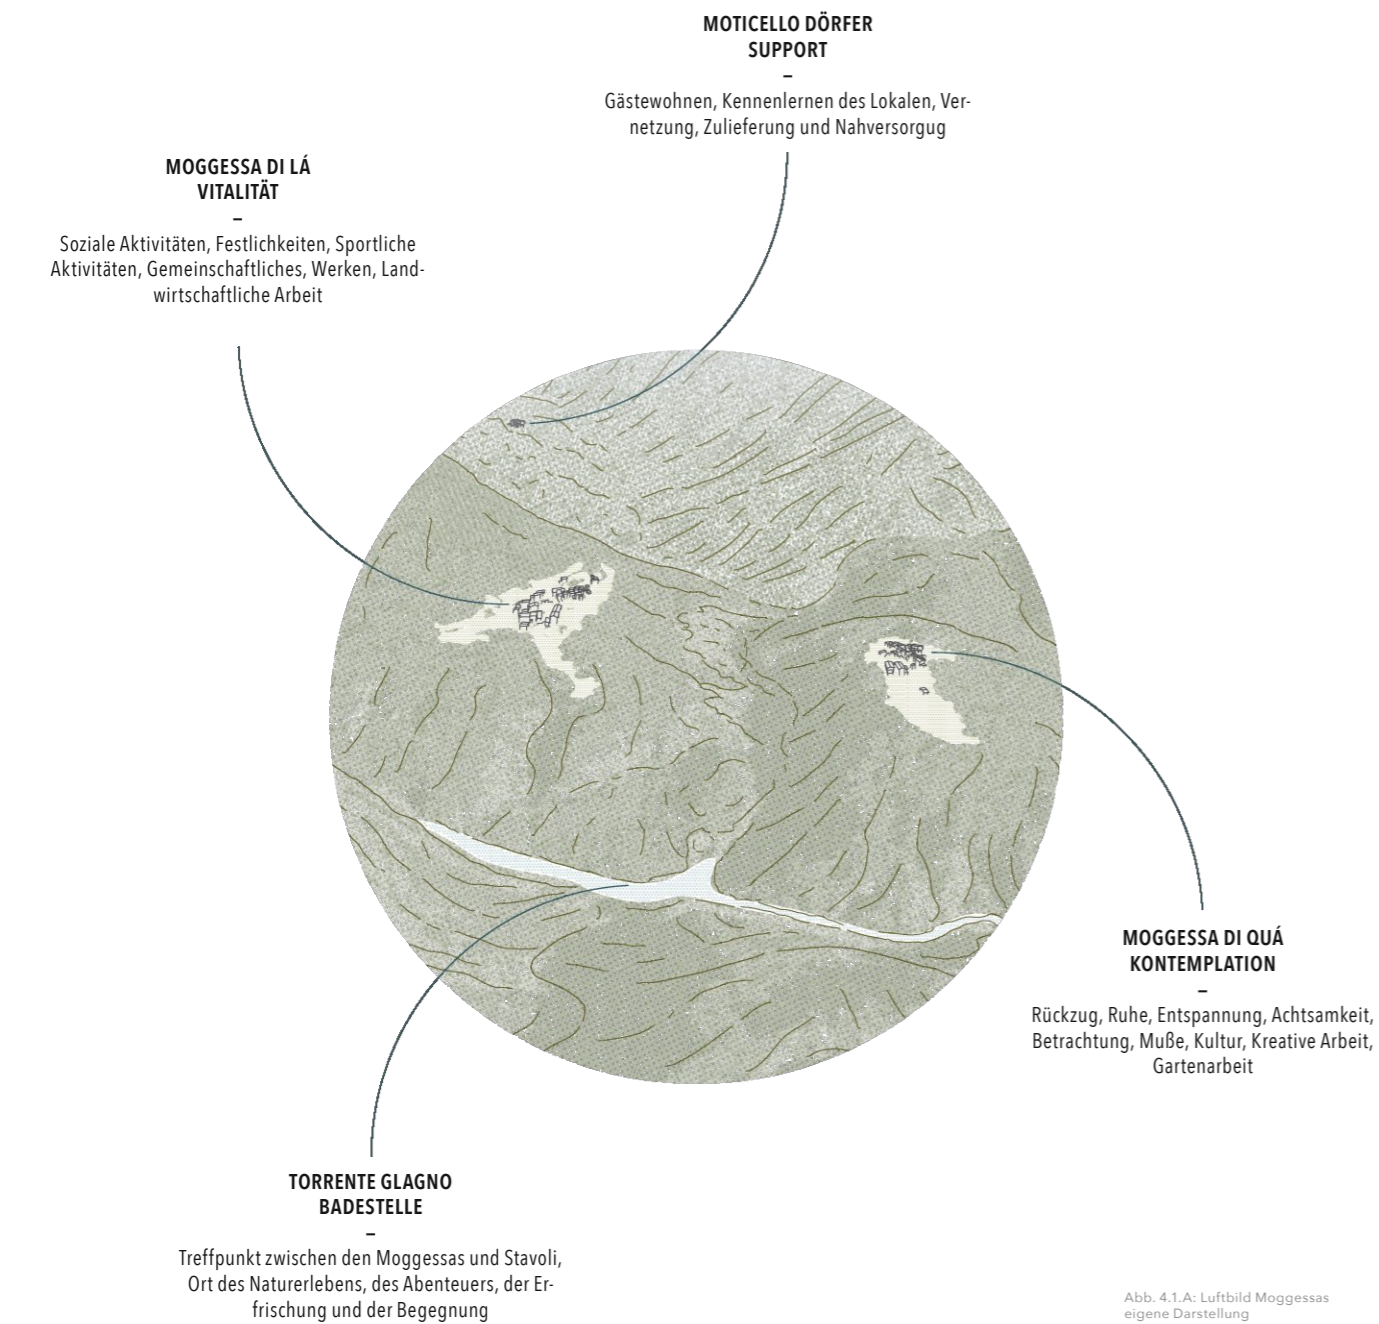 MOTICELLO DÖRFER
SUPPORT
–
Gästewohnen, Kennenlernen des Lokalen, Ver-
netzung, Zulieferung und Nahversorgug
MOGGESSA DI LÁ
VITALITÄT
–
Soziale Aktivitäten, Festlichkeiten, Sportliche
Aktivitäten, Gemeinschaftliches, Werken, Land-
wirtschaftliche Arbeit
MOGGESSA DI QUÁ
KONTEMPLATION
–
Rückzug, Ruhe, Entspannung, Achtsamkeit,
Betrachtung, Muße, Kultur, Kreative Arbeit,
Gartenarbeit
TORRENTE GLAGNO
BADESTELLE
–
Treffpunkt zwischen den Moggessas und Stavoli,
Ort des Naturerlebens, des Abenteuers, der Er-
frischung und der Begegnung
Abb. 4.1.A: Luftbild Moggessas
eigene Darstellung